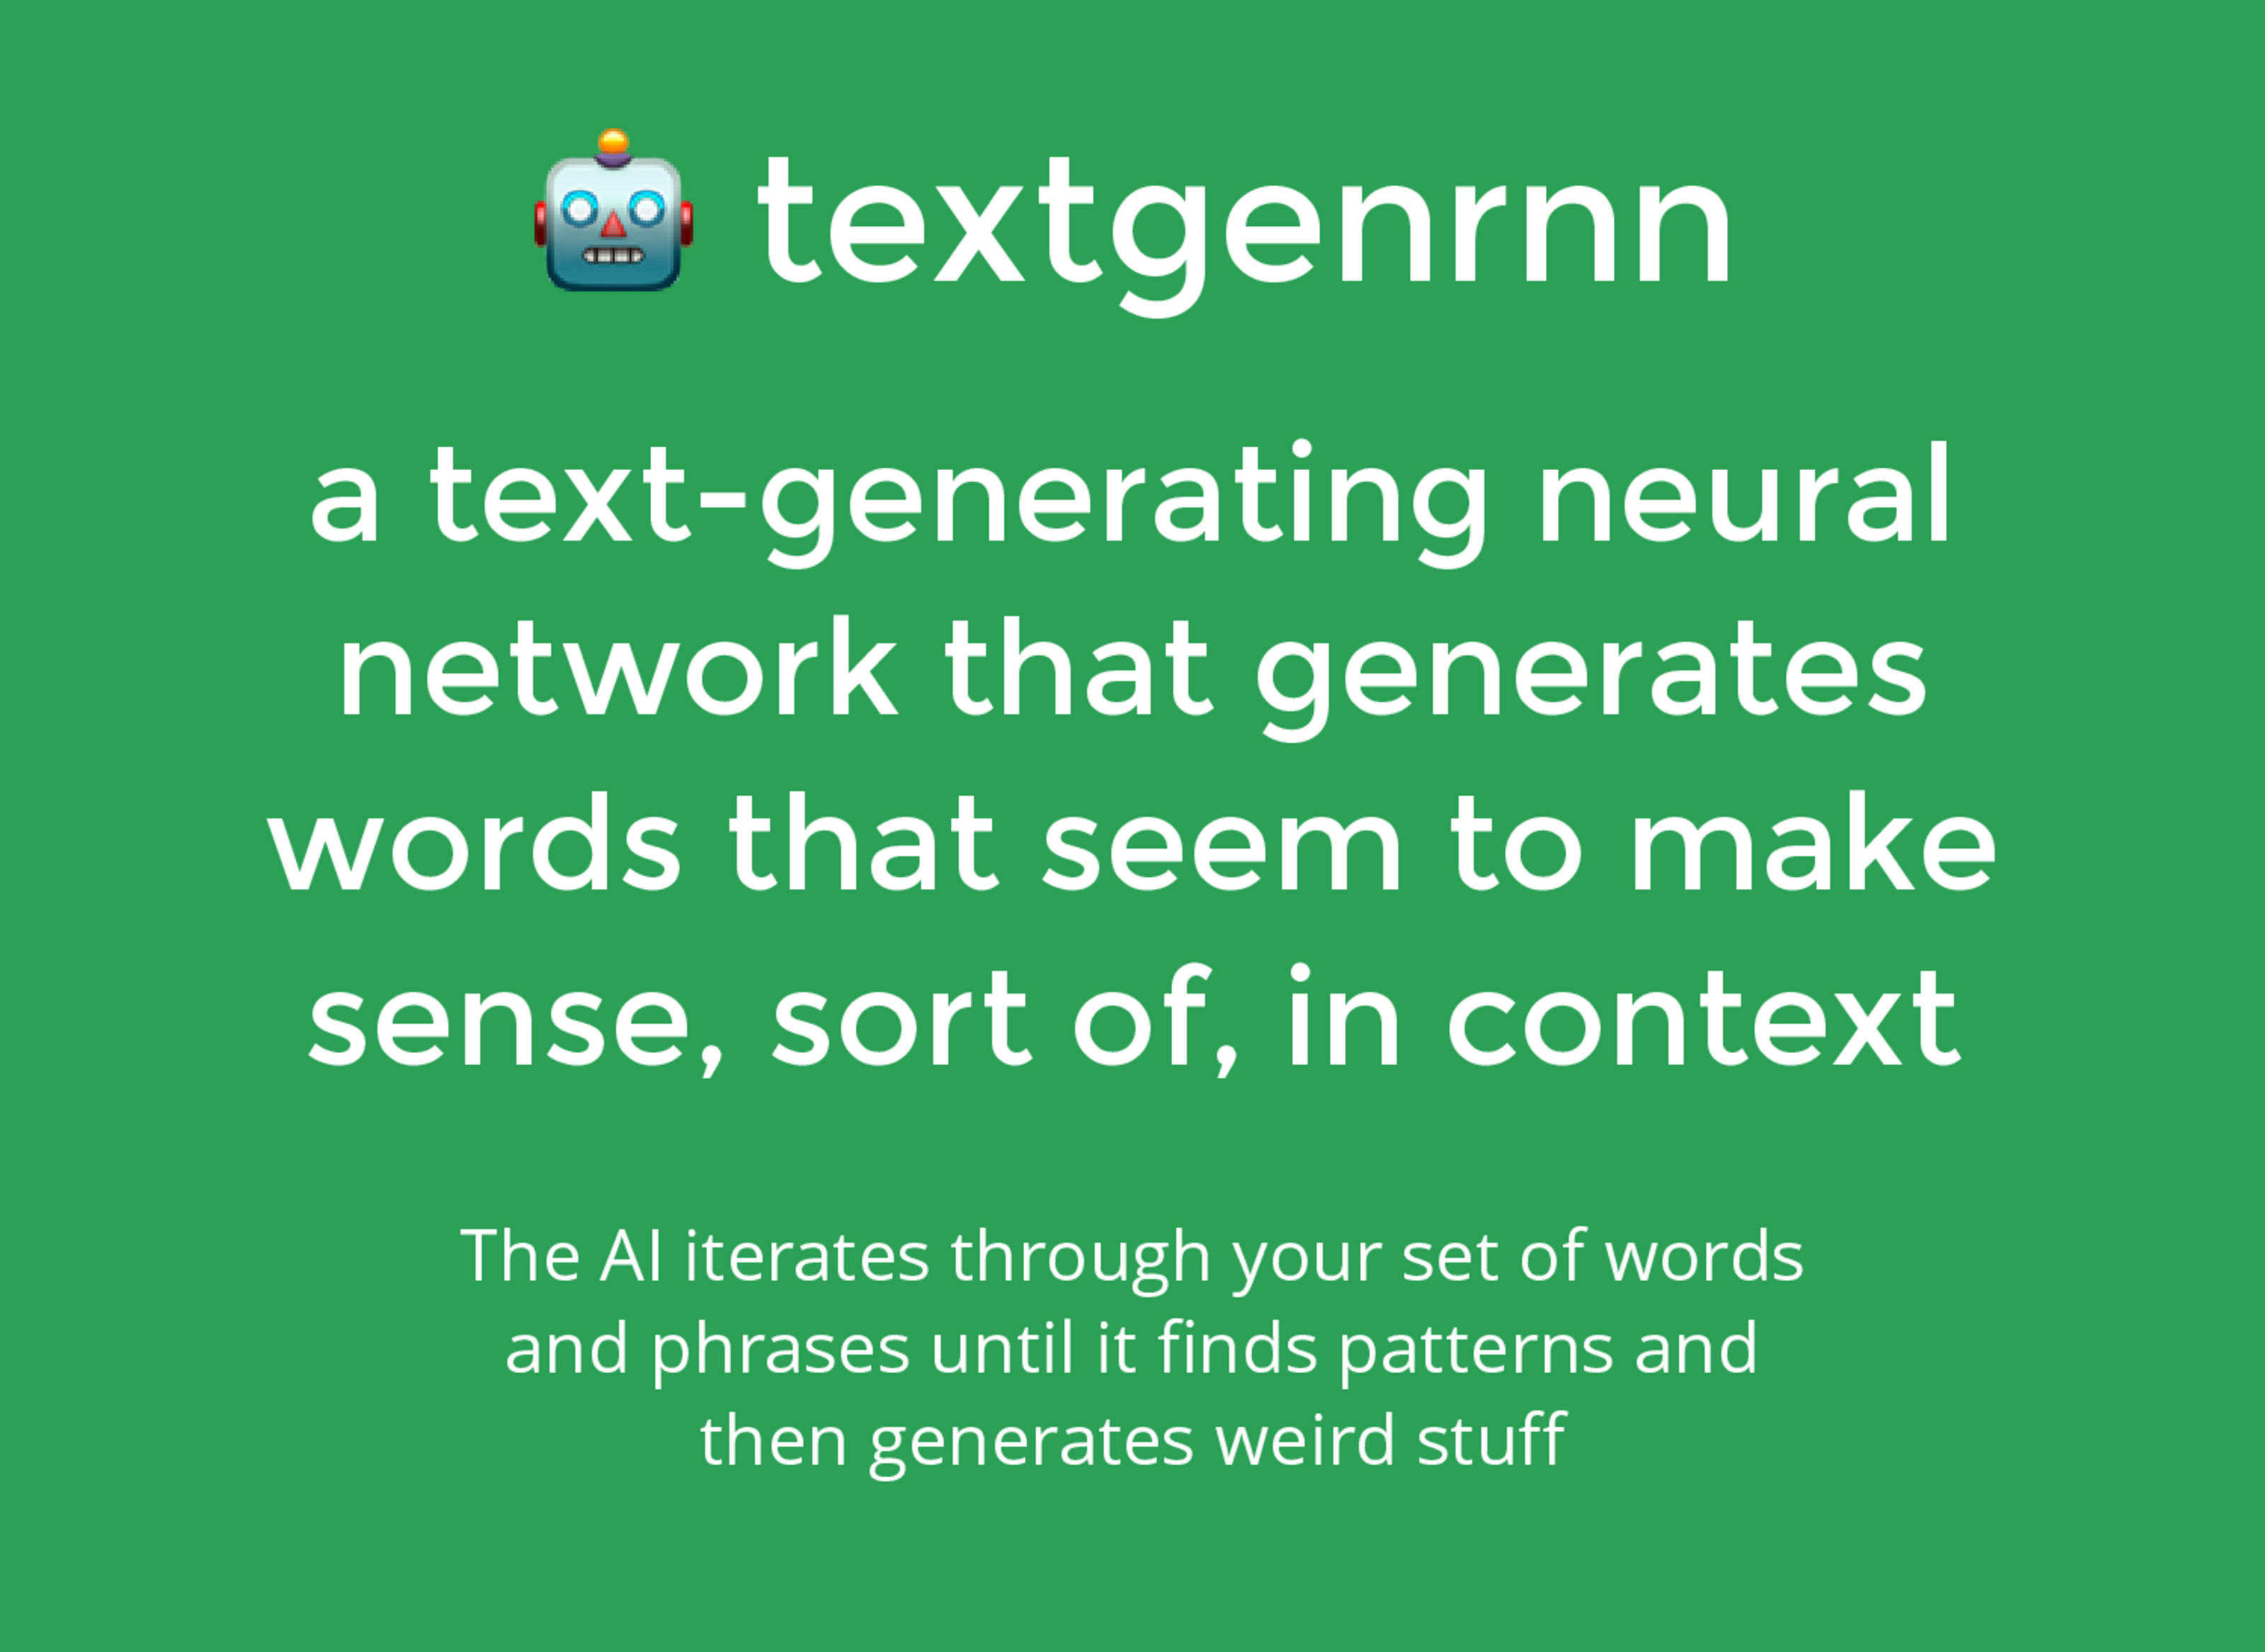 textgenrnn
a text-generating neural
network that generates
words that seem to make
sense, sort of, in context
The AI iterates through your set of words
and phrases until it finds patterns and
then generates weird stuff